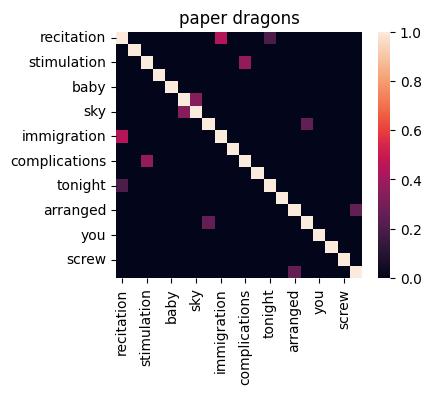 paper dragons
recitation
stimulation
baby
sky
immigration
complications
tonight
arranged
you
screw
1.0
0.8
0.6
0.4
0.2
0.0
recitation
stimulation
baby
sky
immigration
complications
tonight
arranged
you
screw